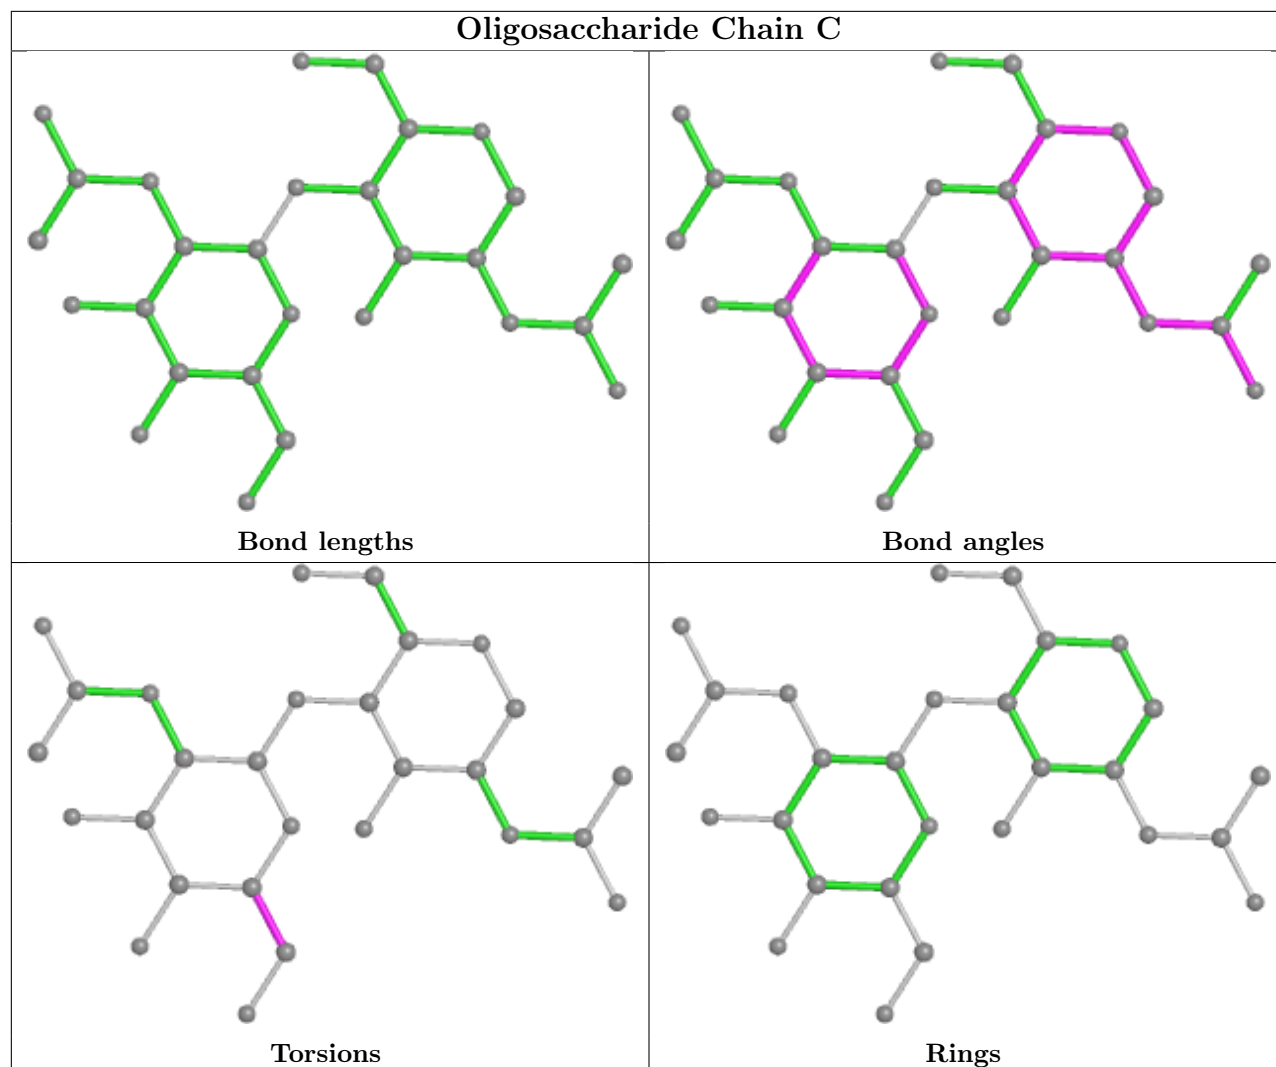 Oligosaccharide Chain C
Bond lengths
Bond angles
Torsions
Rings